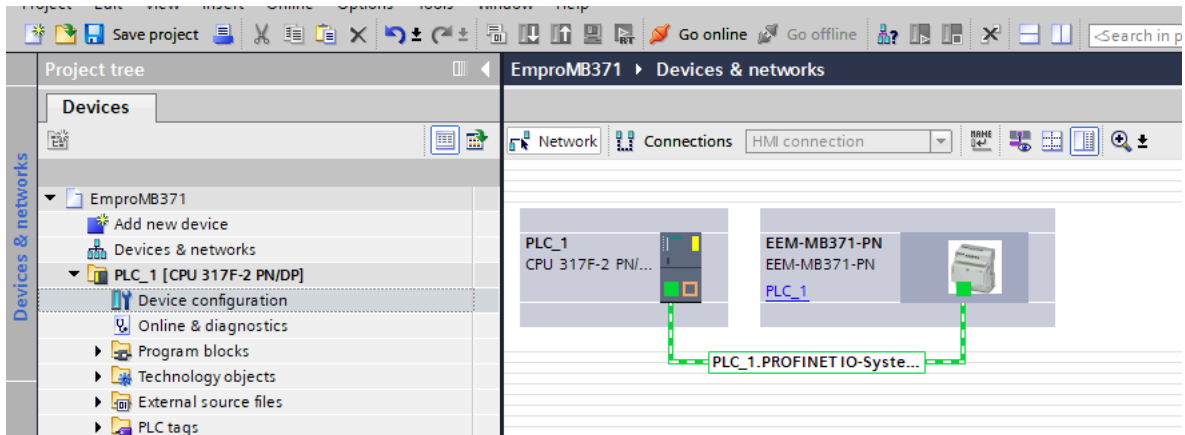 Save project
Go online
Go offline
<Search in p
Project tree
EmproMB371 ▸ Devices & networks
Devices
Network
Connections
HMI connection
Devices & networks
EmproMB371
Add new device
Devices & networks
PLC_1 [CPU 317F-2 PN/DP]
Device configuration
Online & diagnostics
Program blocks
Technology objects
External source files
PLC tags
PLC_1
CPU 317F-2 PN/...
EEM-MB371-PN
EEM-MB371-PN
PLC_1
PLC_1.PROFINET IO-Syste...